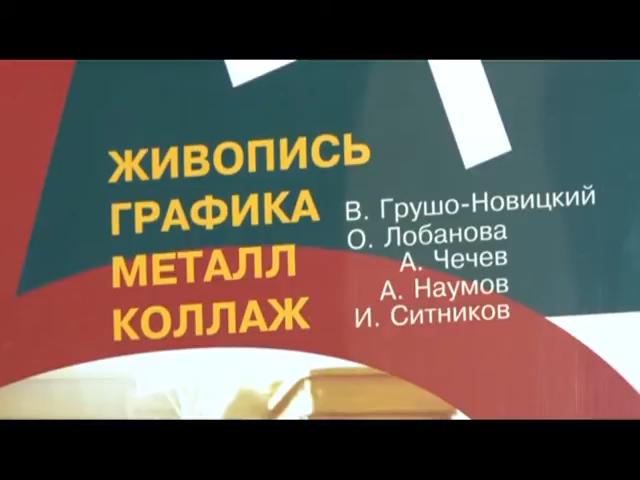 ЖИВОПИСЬ
ГРАФИКА
МЕТАЛЛ
КОЛЛАЖ
В. Грушо-Новицкий
О. Лобанова
А. Чечев
А. Наумов
И. Ситников